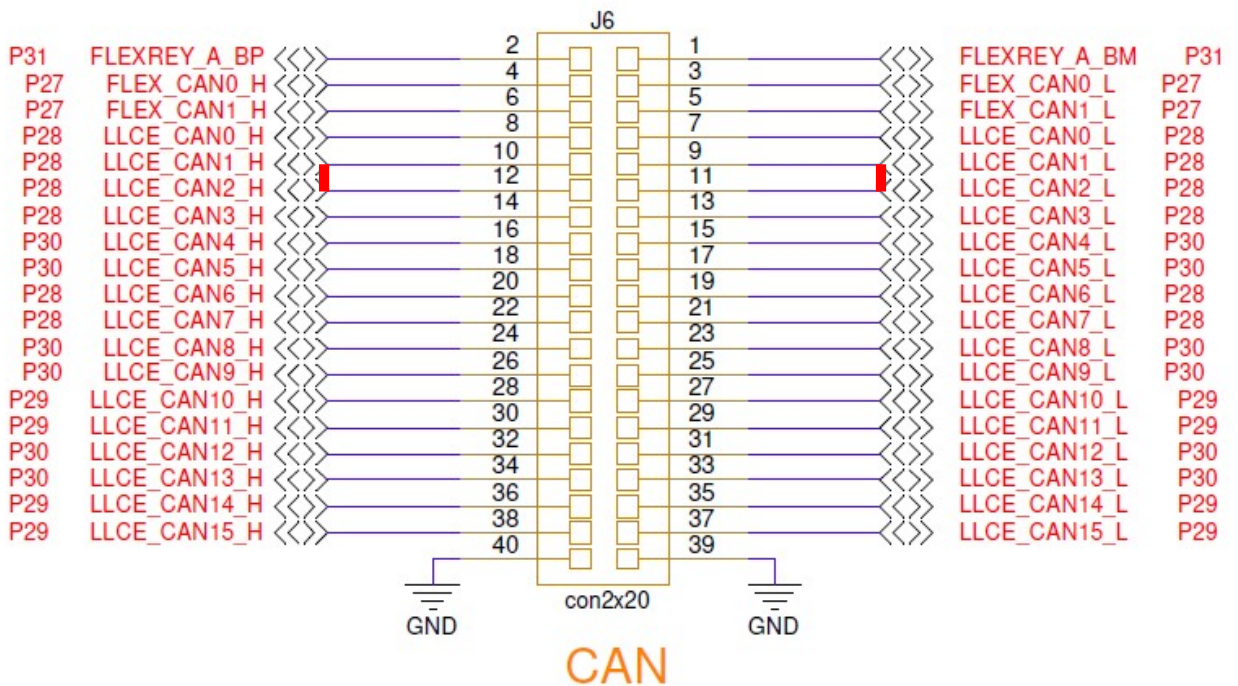 J6
P31 FLEXREY_A_BP 2 1 FLEXREY_A_BM P31
P27 FLEX_CAN0_H 4 3 FLEX_CAN0_L P27
P27 FLEX_CAN1_H 6 5 FLEX_CAN1_L P27
P28 LLCE_CAN0_H 8 7 LLCE_CAN0_L P28
P28 LLCE_CAN1_H 10 9 LLCE_CAN1_L P28
P28 LLCE_CAN2_H 12 11 LLCE_CAN2_L P28
P28 LLCE_CAN3_H 14 13 LLCE_CAN3_L P28
P30 LLCE_CAN4_H 16 15 LLCE_CAN4_L P30
P30 LLCE_CAN5_H 18 17 LLCE_CAN5_L P30
P28 LLCE_CAN6_H 20 19 LLCE_CAN6_L P28
P28 LLCE_CAN7_H 22 21 LLCE_CAN7_L P28
P30 LLCE_CAN8_H 24 23 LLCE_CAN8_L P30
P30 LLCE_CAN9_H 26 25 LLCE_CAN9_L P30
P29 LLCE_CAN10_H 28 27 LLCE_CAN10_L P29
P29 LLCE_CAN11_H 30 29 LLCE_CAN11_L P29
P30 LLCE_CAN12_H 32 31 LLCE_CAN12_L P30
P30 LLCE_CAN13_H 34 33 LLCE_CAN13_L P30
P29 LLCE_CAN14_H 36 35 LLCE_CAN14_L P29
P29 LLCE_CAN15_H 38 37 LLCE_CAN15_L P29
40 39
con2x20
GND GND
CAN